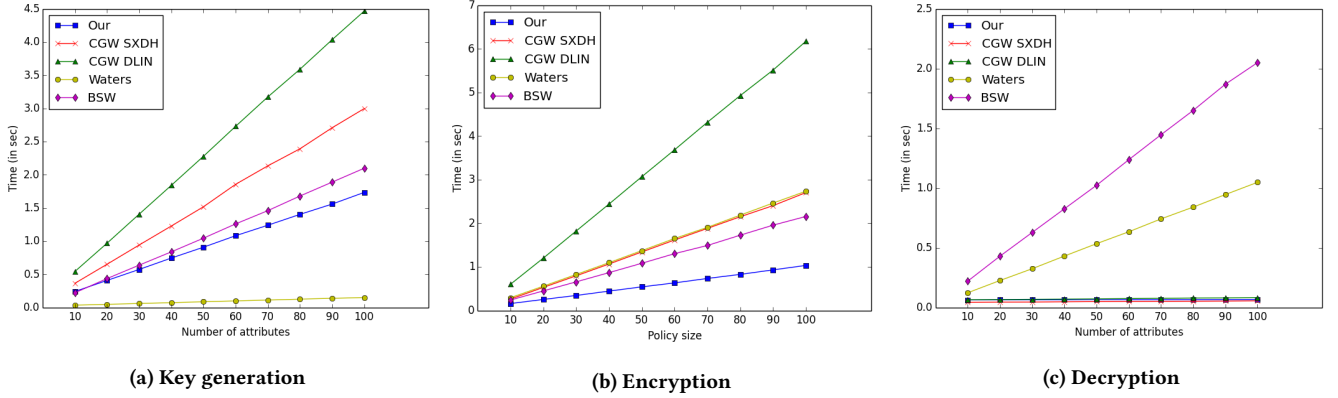 4.5
4.0
3.5
3.0
2.5
2.0
1.5
1.0
0.5
0.0
Time (in sec)
Our
CGW SXDH
CGW DLIN
Waters
BSW
10 20 30 40 50 60 70 80 90 100
Number of attributes
(a) Key generation
7
6
5
4
3
2
1
0
Time (in sec)
Our
CGW SXDH
CGW DLIN
Waters
BSW
10 20 30 40 50 60 70 80 90 100
Policy size
(b) Encryption
2.5
2.0
1.5
1.0
0.5
0.0
Time (in sec)
Our
CGW SXDH
CGW DLIN
Waters
BSW
10 20 30 40 50 60 70 80 90 100
Number of attributes
(c) Decryption